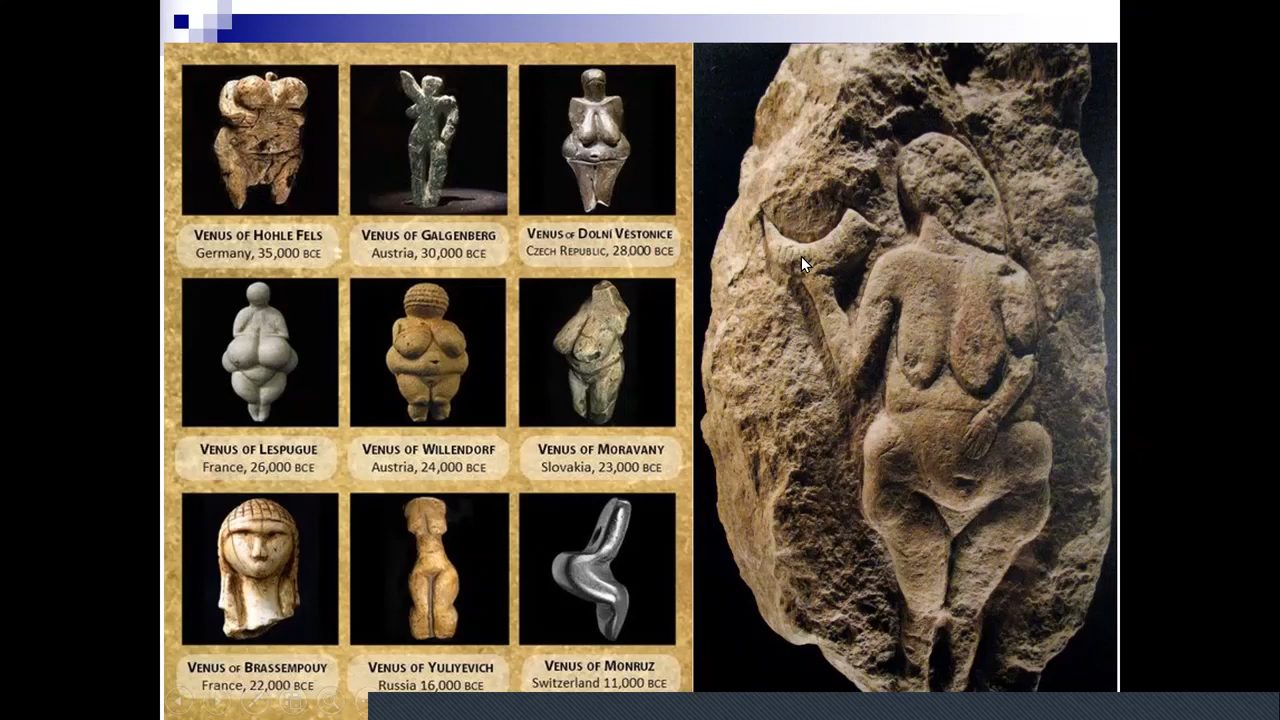 VENUS OF HOHLE FELS
Germany, 35,000 BCE
VENUS OF GALGENBERG
Austria, 30,000 BCE
VENUS OF DOLNÍ VĚSTONICE
CZECH REPUBLIC, 28,000 BCE
VENUS OF LESPUGUE
France, 26,000 BCE
VENUS OF WILLENDORF
Austria, 24,000 BCE
VENUS OF MORAVANY
Slovakia, 23,000 BCE
VENUS OF BRASSEMPOUY
France, 22,000 BCE
VENUS OF YULIYEVICH
Russia 16,000 BCE
VENUS OF MONRUZ
Switzerland 11,000 BCE